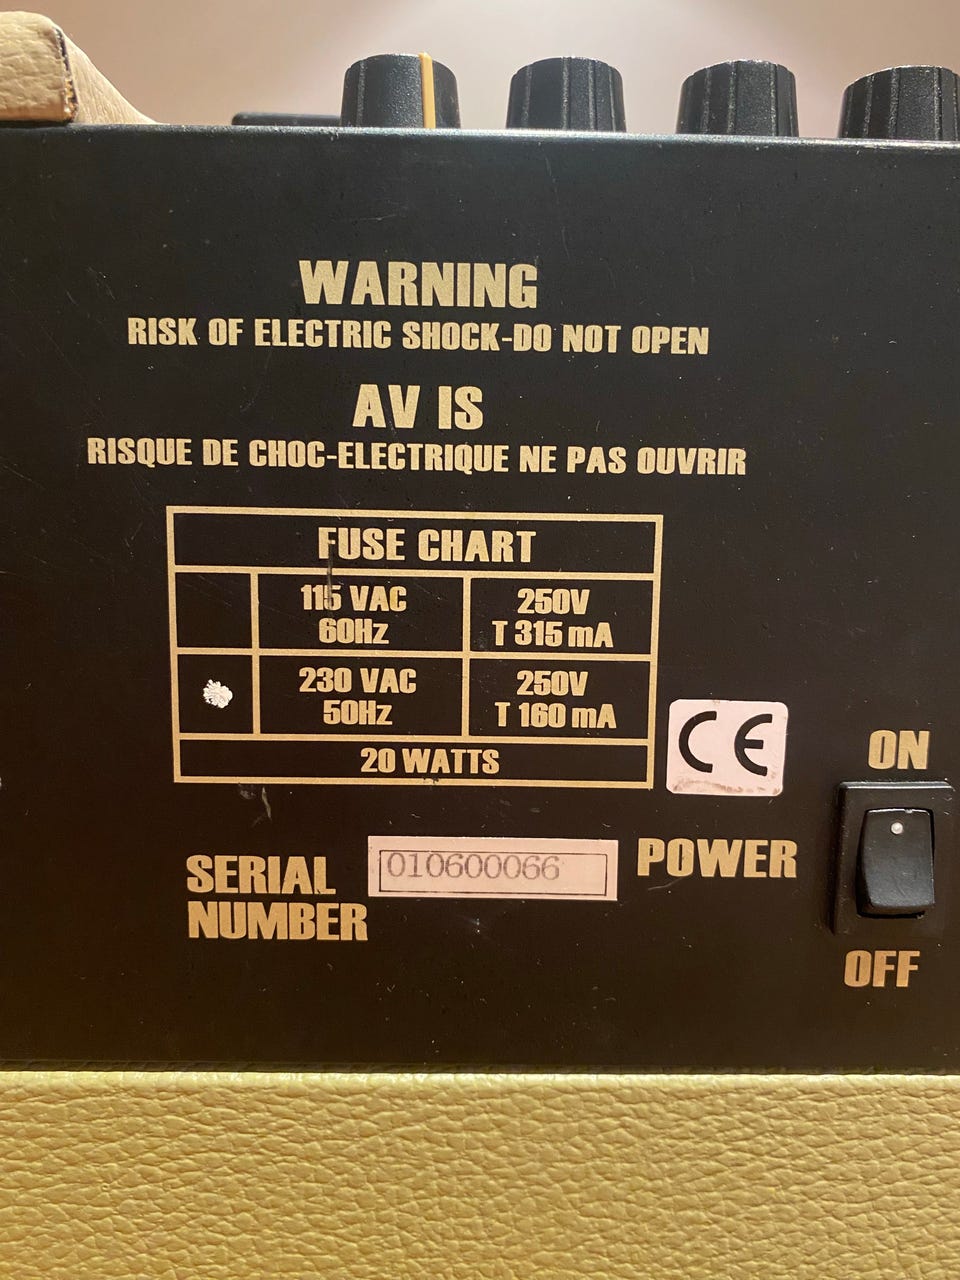 WARNING
RISK OF ELECTRIC SHOCK-DO NOT OPEN
AV IS
RISQUE DE CHOC-ELECTRIQUE NE PAS OUVRIR
FUSE CHART
115 VAC
60Hz
250V
T 315 mA
230 VAC
50Hz
250V
T 160 mA
20 WATTS
CE
ON
SERIAL
NUMBER
010600066
POWER
OFF